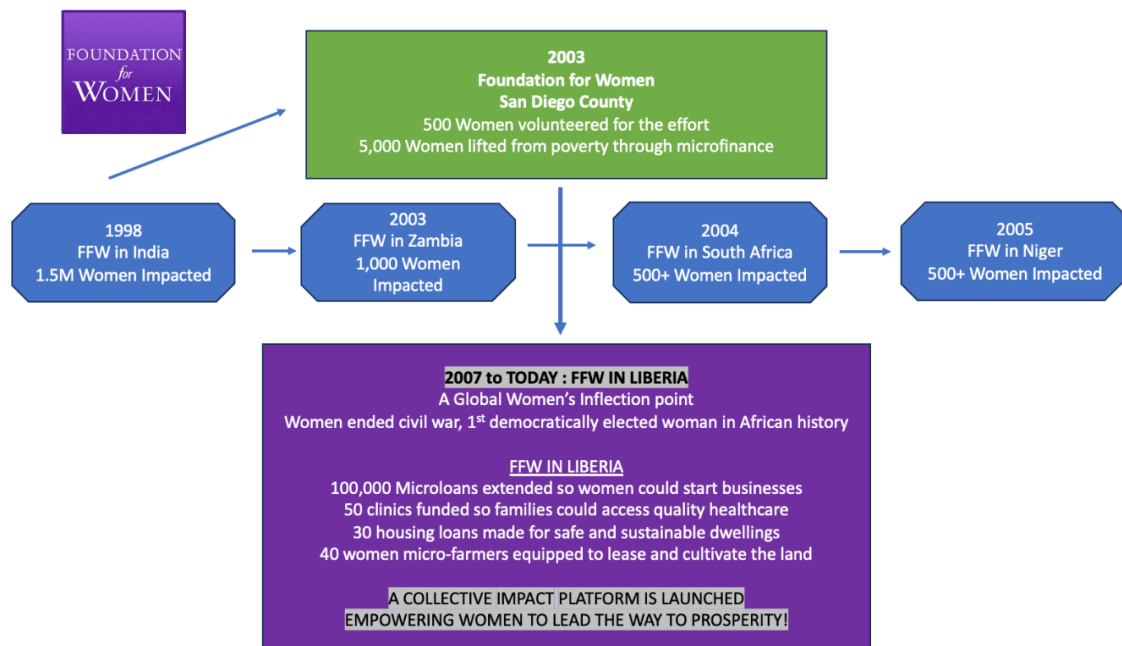 FOUNDATION
for
WOMEN
2003
Foundation for Women
San Diego County
500 Women volunteered for the effort
5,000 Women lifted from poverty through microfinance
1998
FFW in India
1.5M Women Impacted
2003
FFW in Zambia
1,000 Women
Impacted
2004
FFW in South Africa
500+ Women Impacted
2005
FFW in Niger
500+ Women Impacted
2007 to TODAY : FFW IN LIBERIA
A Global Women’s Inflection point
Women ended civil war, 1st democratically elected woman in African history
FFW IN LIBERIA
100,000 Microloans extended so women could start businesses
50 clinics funded so families could access quality healthcare
30 housing loans made for safe and sustainable dwellings
40 women micro-farmers equipped to lease and cultivate the land
A COLLECTIVE IMPACT PLATFORM IS LAUNCHED
EMPOWERING WOMEN TO LEAD THE WAY TO PROSPERITY!